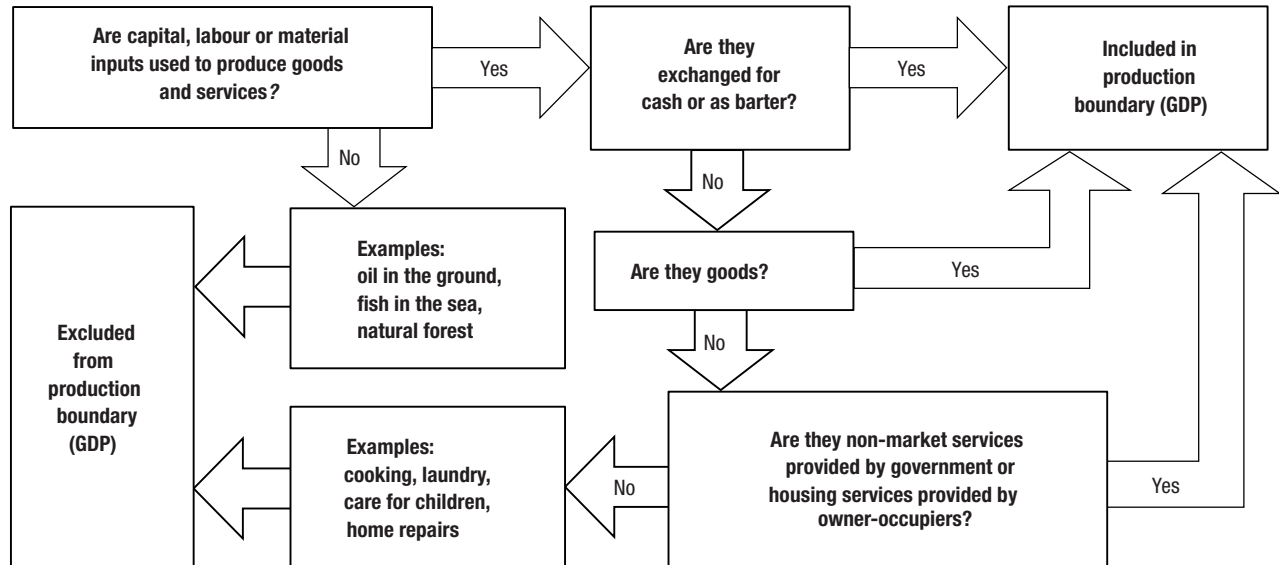 Are capital, labour or material
inputs used to produce goods
and services?
Yes
Are they
exchanged for
cash or as barter?
Yes
Included in
production
boundary (GDP)
No
No
Examples:
oil in the ground,
fish in the sea,
natural forest
Are they goods?
Yes
Excluded
from
production
boundary
(GDP)
No
Examples:
cooking, laundry,
care for children,
home repairs
No
Are they non-market services
provided by government or
housing services provided by
owner-occupiers?
Yes